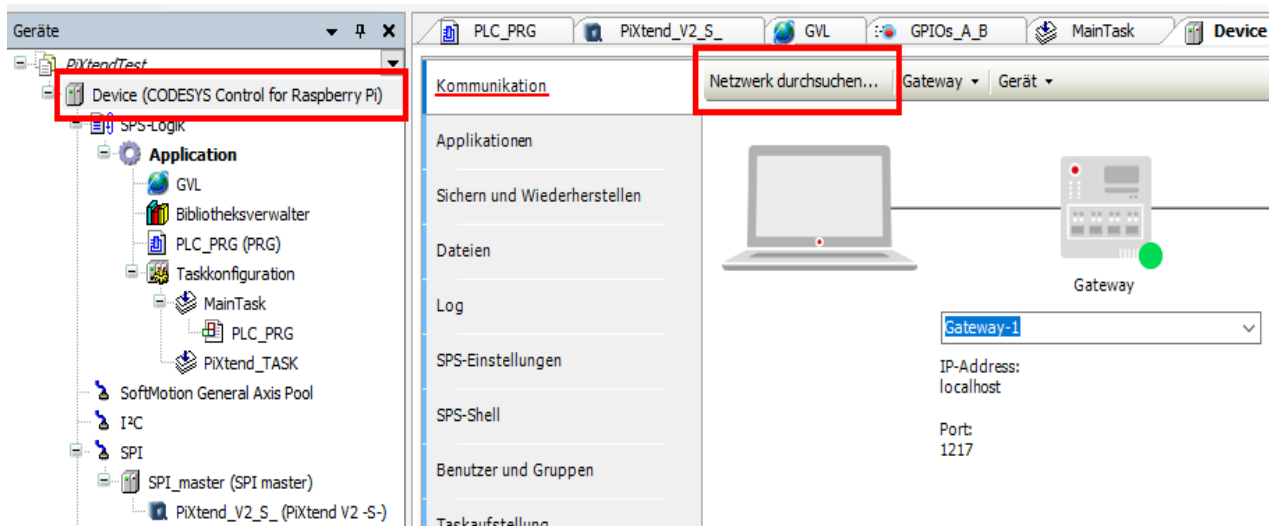 Geräte
PiXtendTest
Device (CODESYS Control for Raspberry Pi)
SPS-Logik
Application
GVL
Bibliotheksverwalter
PLC_PRG (PRG)
Taskkonfiguration
MainTask
PLC_PRG
PiXtend_TASK
SoftMotion General Axis Pool
I²C
SPI
SPI_master (SPI master)
PiXtend_V2_S_ (PiXtend V2 -S-)
PLC_PRG
PiXtend_V2_S_
GVL
GPIOs_A_B
MainTask
Device
Kommunikation
Applikationen
Sichern und Wiederherstellen
Dateien
Log
SPS-Einstellungen
SPS-Shell
Benutzer und Gruppen
Taskaufstellung
Netzwerk durchsuchen... Gateway Gerät
Gateway
Gateway-1
IP-Address:
localhost
Port:
1217